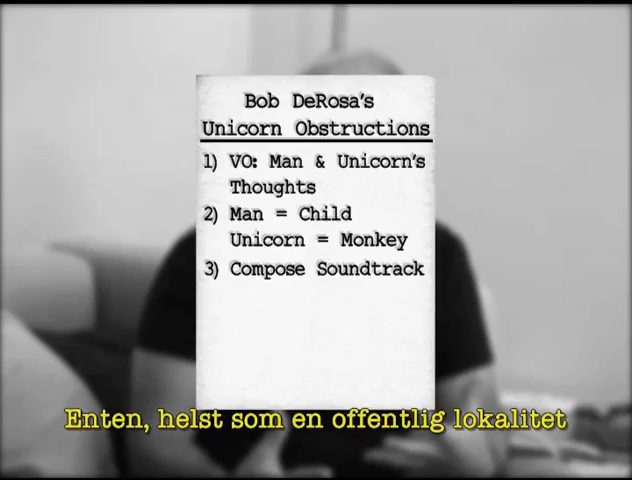 Bob DeRosa's
Unicorn Obstructions
1) VO: Man & Unicorn's
Thoughts
2) Man = Child
Unicorn = Monkey
3) Compose Soundtrack
Enten, helst som en offentlig lokalitet